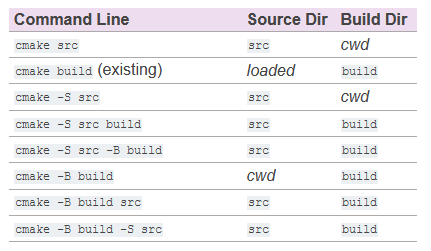 Command Line Source Dir Build Dir
cmake src src cwd
cmake build (existing) loaded build
cmake -S src src cwd
cmake -S src build src build
cmake -S src -B build src build
cmake -B build cwd build
cmake -B build src src build
cmake -B build -S src src build